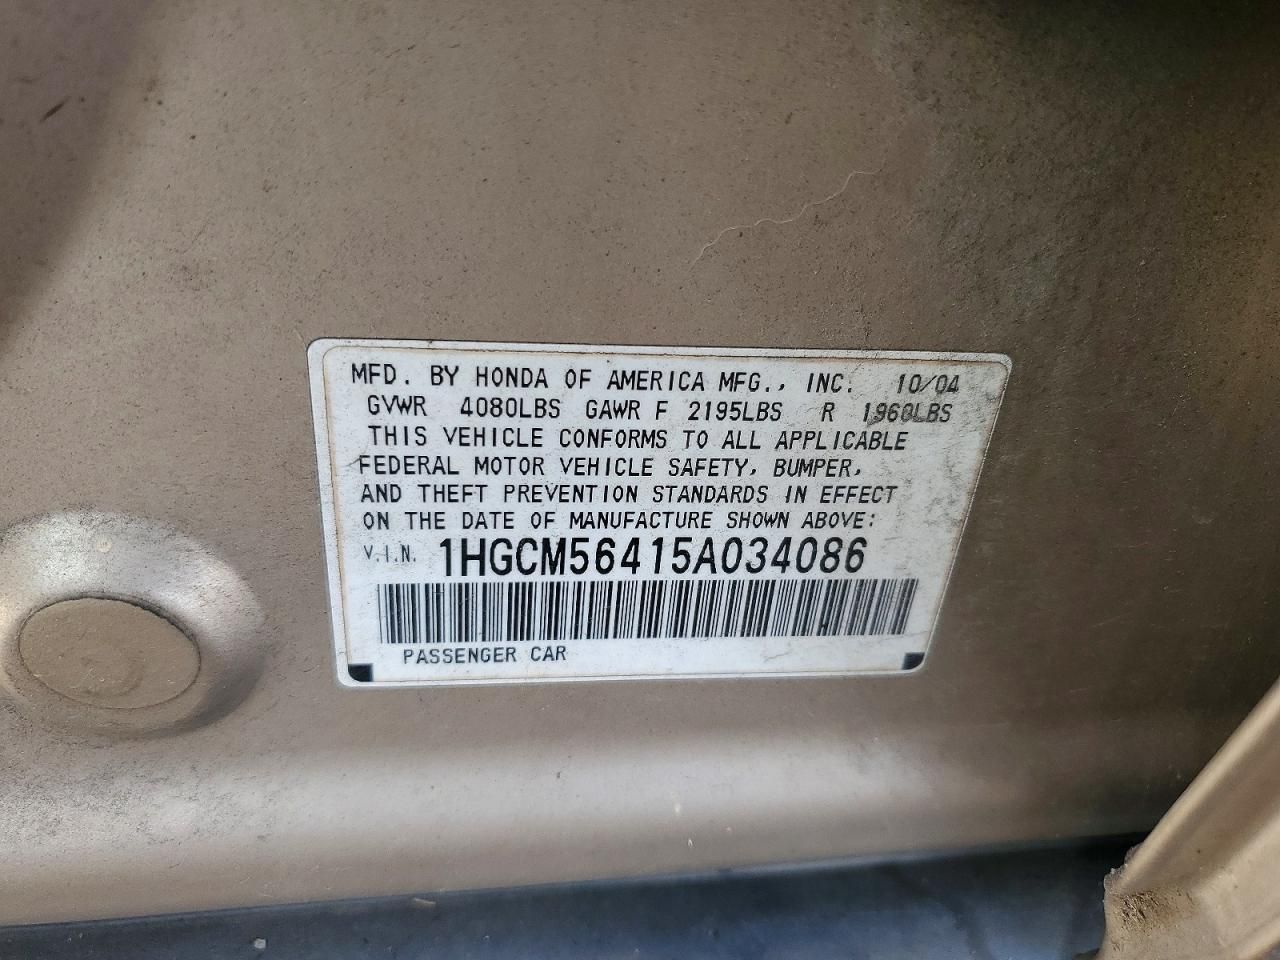 MFD. BY HONDA OF AMERICA MFG., INC. 10/04
GVWR 4080LBS GAWR F 2195LBS R 1960LBS
THIS VEHICLE CONFORMS TO ALL APPLICABLE
FEDERAL MOTOR VEHICLE SAFETY, BUMPER,
AND THEFT PREVENTION STANDARDS IN EFFECT
ON THE DATE OF MANUFACTURE SHOWN ABOVE:
V.I.N. 1HGCM56415A034086
PASSENGER CAR